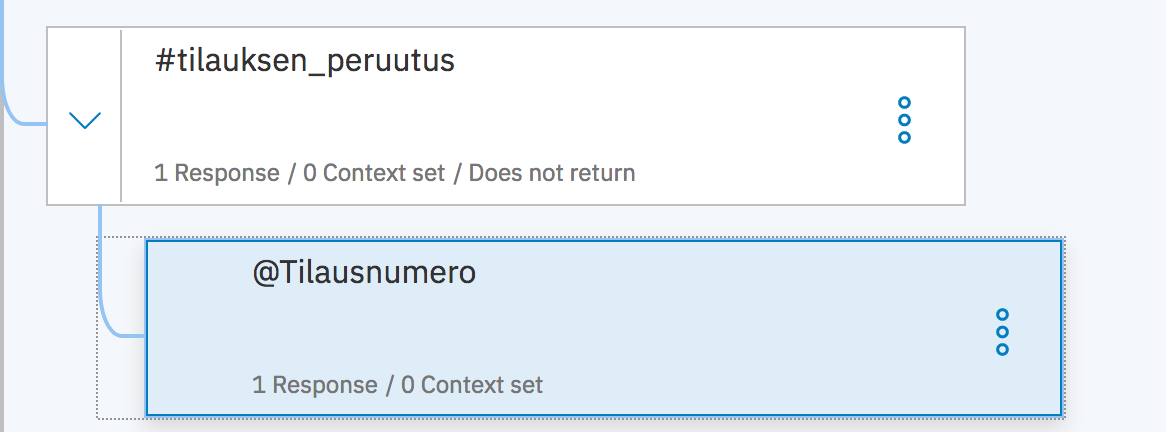 #tilauksen_peruutus
1 Response / 0 Context set / Does not return
@Tilausnumero
1 Response / 0 Context set